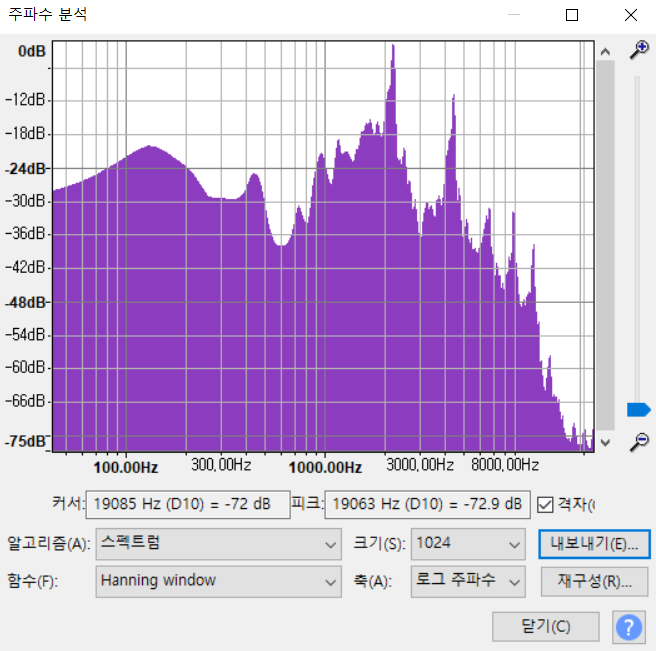 주파수 분석
0dB
-12dB
-18dB
-24dB
-30dB
-36dB
-42dB
-48dB
-54dB
-60dB
-66dB
-75dB
100.00Hz 300.00Hz 1000.00Hz 3000.00Hz 8000.00Hz
커서: 19085 Hz (D10) = -72 dB 피크: 19063 Hz (D10) = -72.9 dB 격자(
알고리즘(A): 스펙트럼 크기(S): 1024 내보내기(E)...
함수(F): Hanning window 축(A): 로그 주파수 재구성(R)...
닫기(C) ?